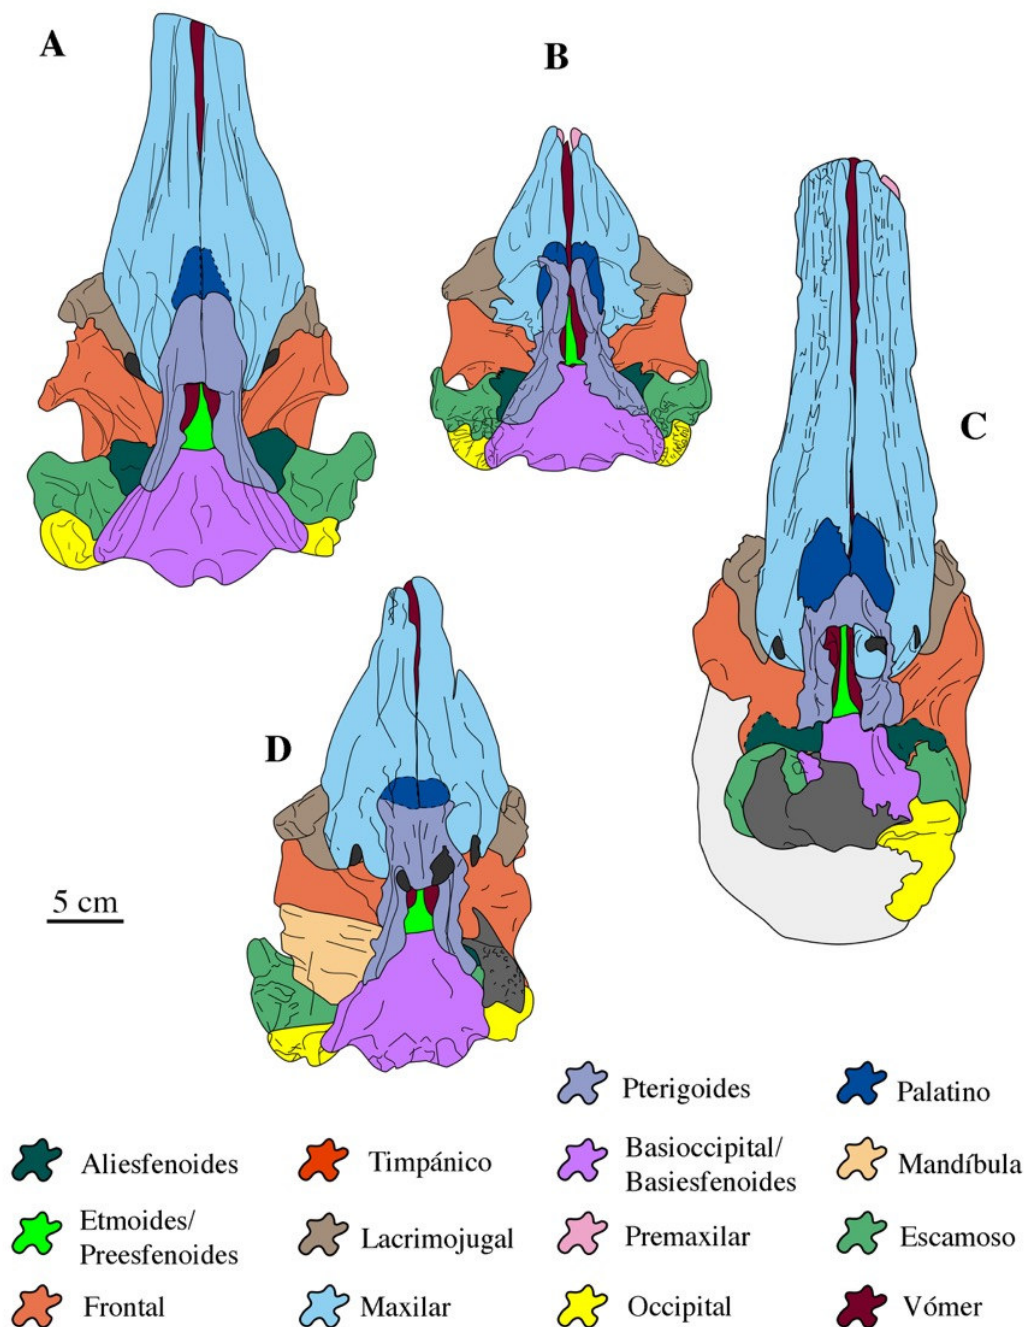 A
B
C
D
5 cm
Pterigoides
Palatino
Aliesfenoides
Timpánico
Basioccipital/
Basiesfenoides
Mandíbula
Etmoides/
Preesfenoides
Lacrimojugal
Premaxilar
Escamoso
Frontal
Maxilar
Occipital
Vómer